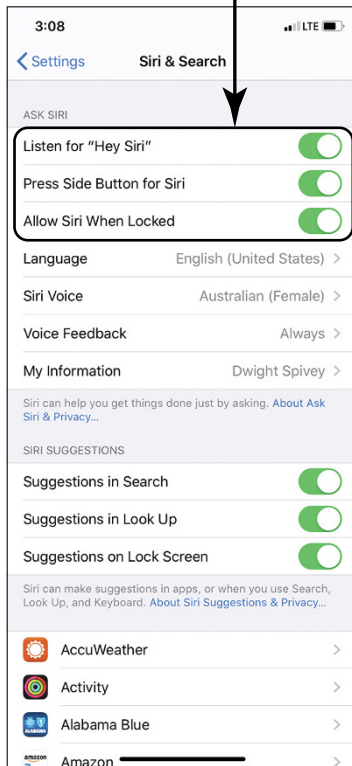 3:08 LTE
Settings Siri & Search
ASK SIRI
Listen for “Hey Siri”
Press Side Button for Siri
Allow Siri When Locked
Language English (United States)
Siri Voice Australian (Female)
Voice Feedback Always
My Information Dwight Spivey
Siri can help you get things done just by asking. About Ask
Siri & Privacy...
SIRI SUGGESTIONS
Suggestions in Search
Suggestions in Look Up
Suggestions on Lock Screen
Siri can make suggestions in apps, or when you use Search,
Look Up, and Keyboard. About Siri Suggestions & Privacy...
AccuWeather
Activity
ALABAMA Alabama Blue
amazon Amazon